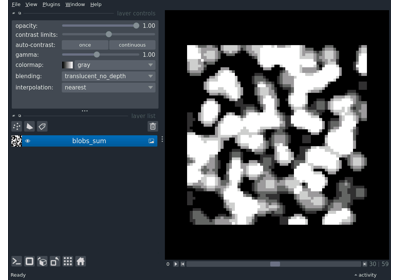 File View Plugins Window Help
layer controls
opacity: 1.00
contrast limits:
auto-contrast: once continuous
gamma: 1.00
colormap: gray
blending: translucent_no_depth
interpolation: nearest
layer list
blobs_sum
30 59
Ready
activity